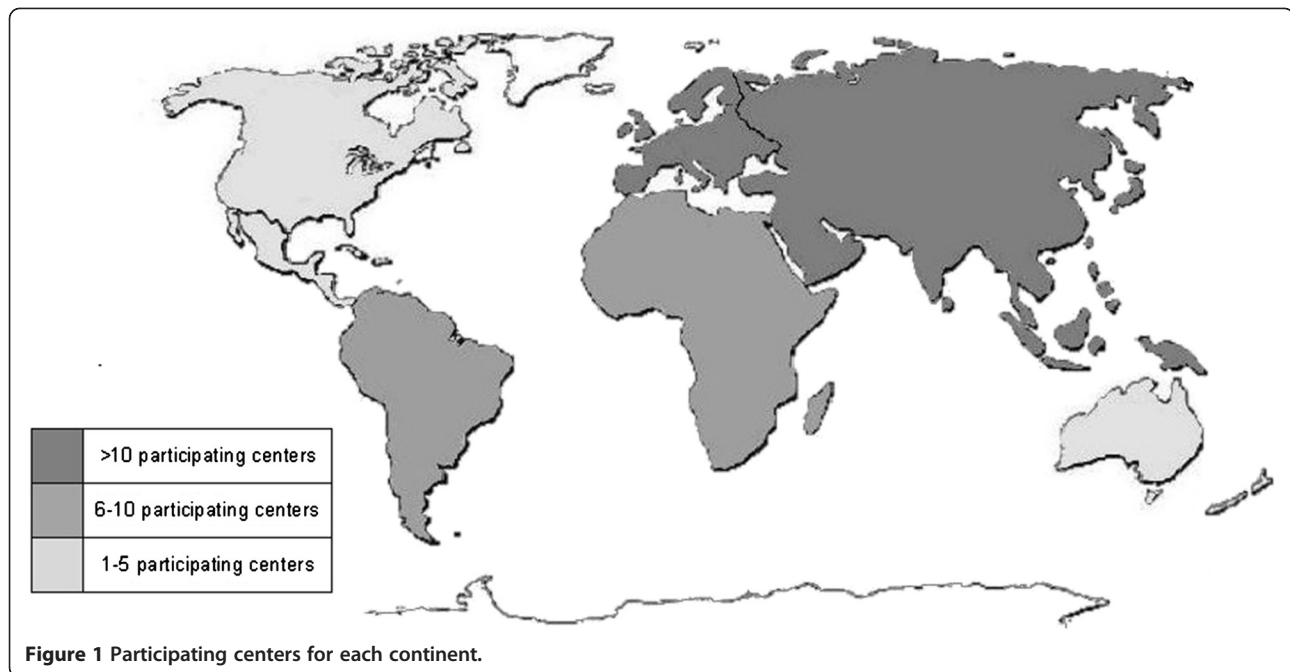 >10 participating centers
6-10 participating centers
1-5 participating centers
Figure 1 Participating centers for each continent.